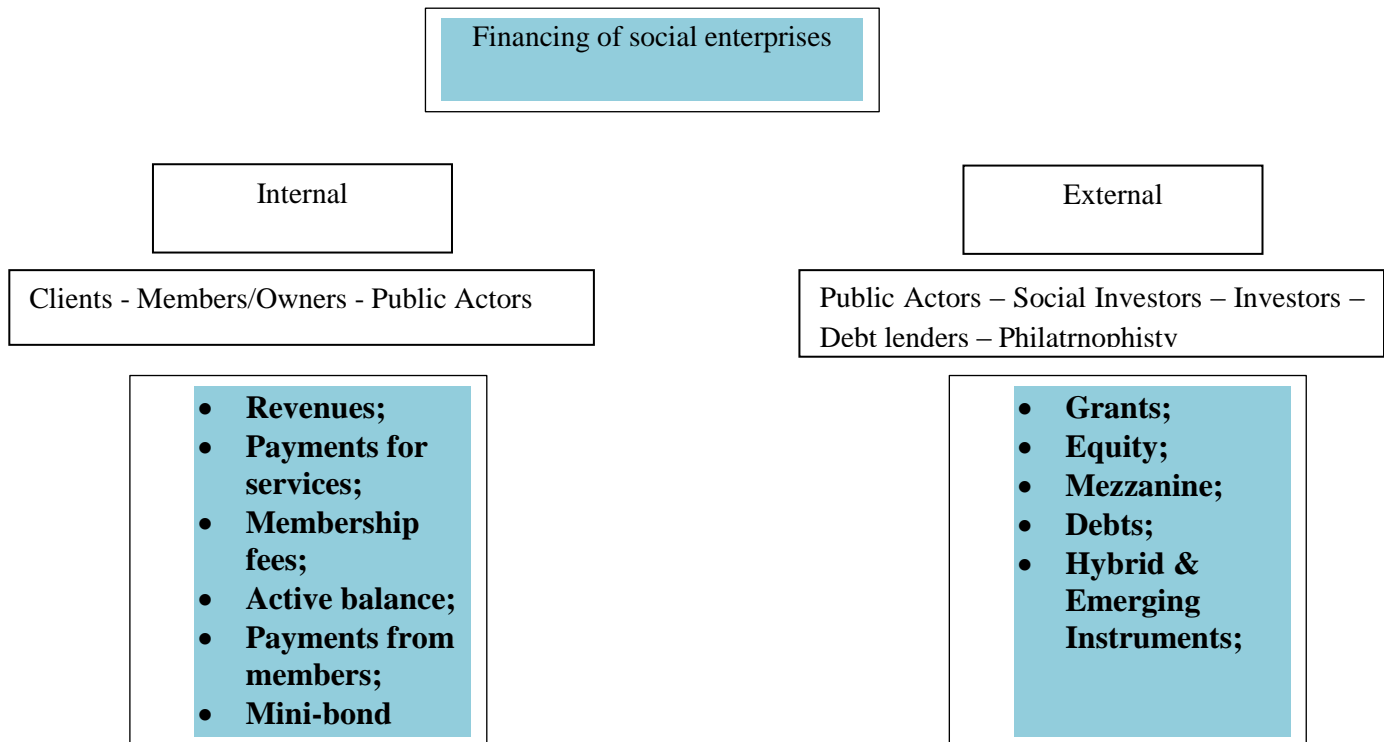 Financing of social enterprises
Internal
External
Clients - Members/Owners - Public Actors
Public Actors – Social Investors – Investors –
Debt lenders – Philatrnophisty
• Revenues;
• Payments for
services;
• Membership
fees;
• Active balance;
• Payments from
members;
• Mini-bond
• Grants;
• Equity;
• Mezzanine;
• Debts;
• Hybrid &
Emerging
Instruments;